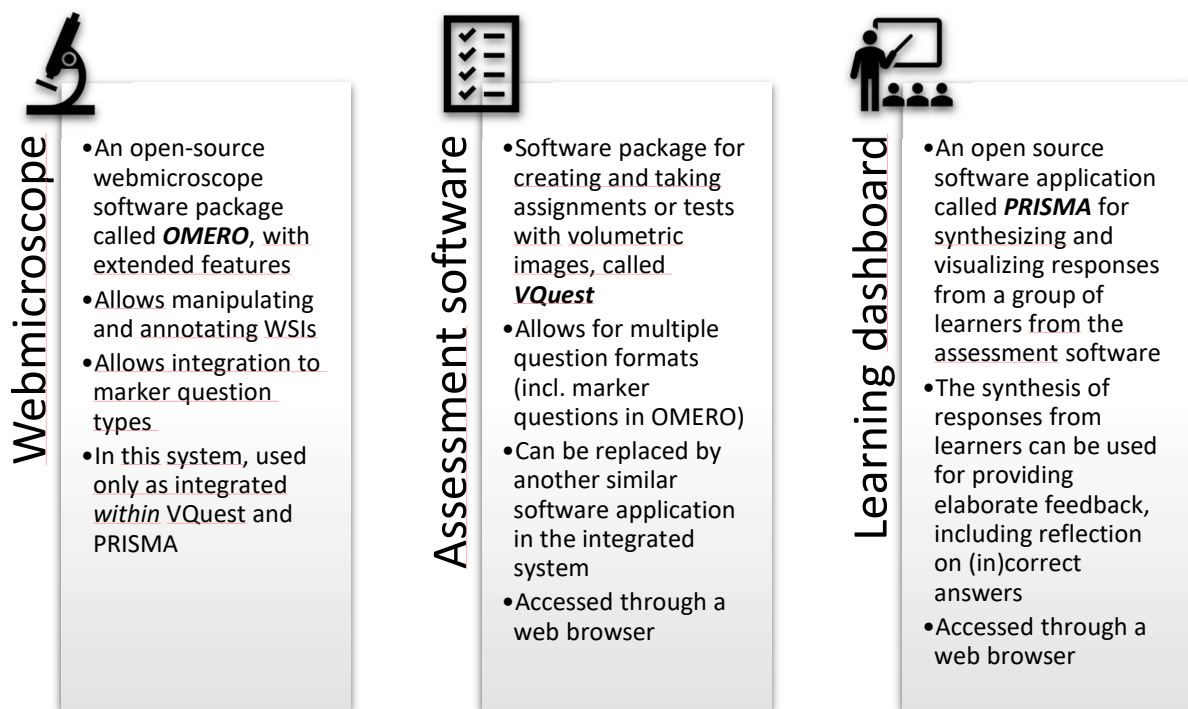 Webmicroscope
•An open-source
webmicroscope
software package
called OMERO, with
extended features
•Allows manipulating
and annotating WSIs
•Allows integration to
marker question
types
•In this system, used
only as integrated
within VQuest and
PRISMA
Assessment software
•Software package for
creating and taking
assignments or tests
with volumetric
images, called
VQuest
•Allows for multiple
question formats
(incl. marker
questions in OMERO)
•Can be replaced by
another similar
software application
in the integrated
system
•Accessed through a
web browser
Learning dashboard
•An open source
software application
called PRISMA for
synthesizing and
visualizing responses
from a group of
learners from the
assessment software
•The synthesis of
responses from
learners can be used
for providing
elaborate feedback,
including reflection
on (in)correct
answers
•Accessed through a
web browser